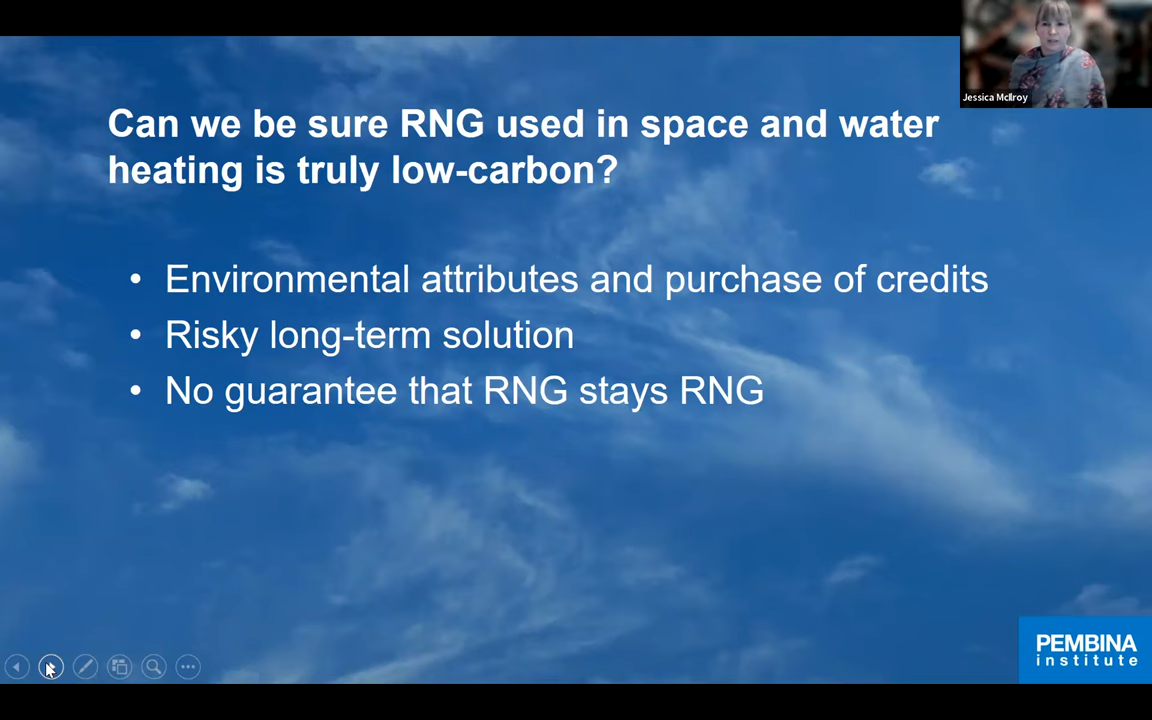 Jessica McIlroy
Can we be sure RNG used in space and water
heating is truly low-carbon?
• Environmental attributes and purchase of credits
• Risky long-term solution
• No guarantee that RNG stays RNG
PEMBINA
institute